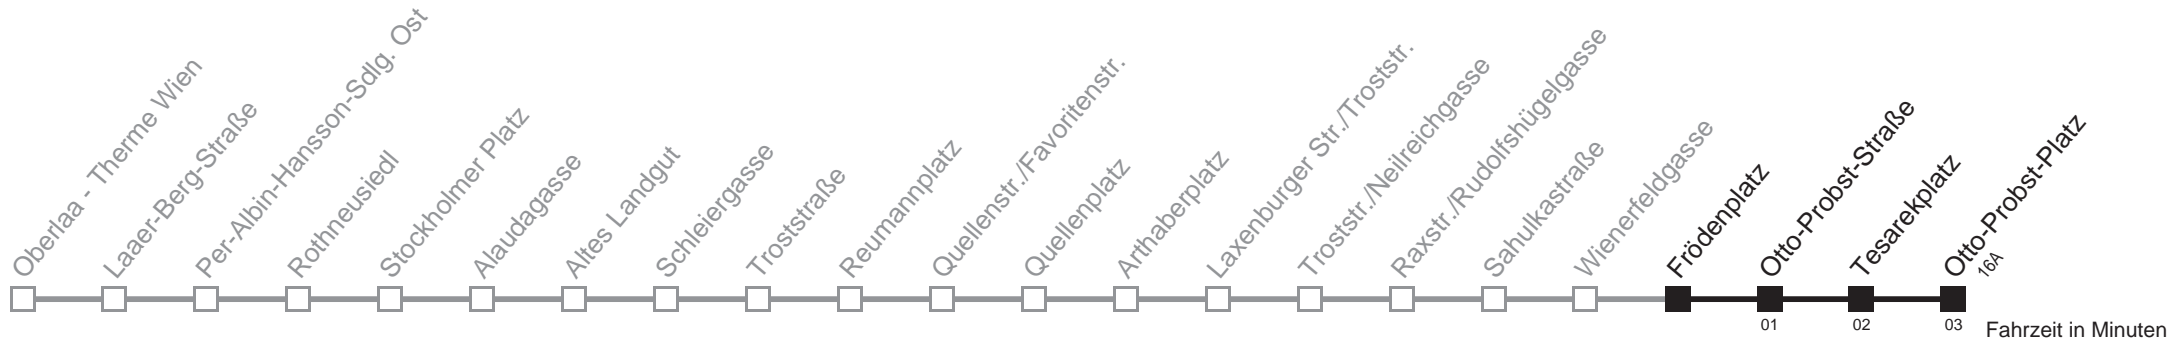 Oberlaa - Therme Wien
Laaer-Berg-Straße
Per-Albin-Hansson-Sdlg. Ost
Rothneusiedl
Stockholmer Platz
Alaudagasse
Altes Landgut
Schleiergasse
Troststraße
Reumannplatz
Quellenstr./Favoritenstr.
Quellenplatz
Arthaberplatz
Laxenburger Str./Troststr.
Troststr./Neilreichgasse
Raxstr./Rudolfshügelgasse
Sahulkastraße
Wienerfeldgasse
Frödenplatz
Otto-Probst-Straße
Tesarekplatz
Otto-Probst-Platz
16A
01
02
03
Fahrzeit in Minuten